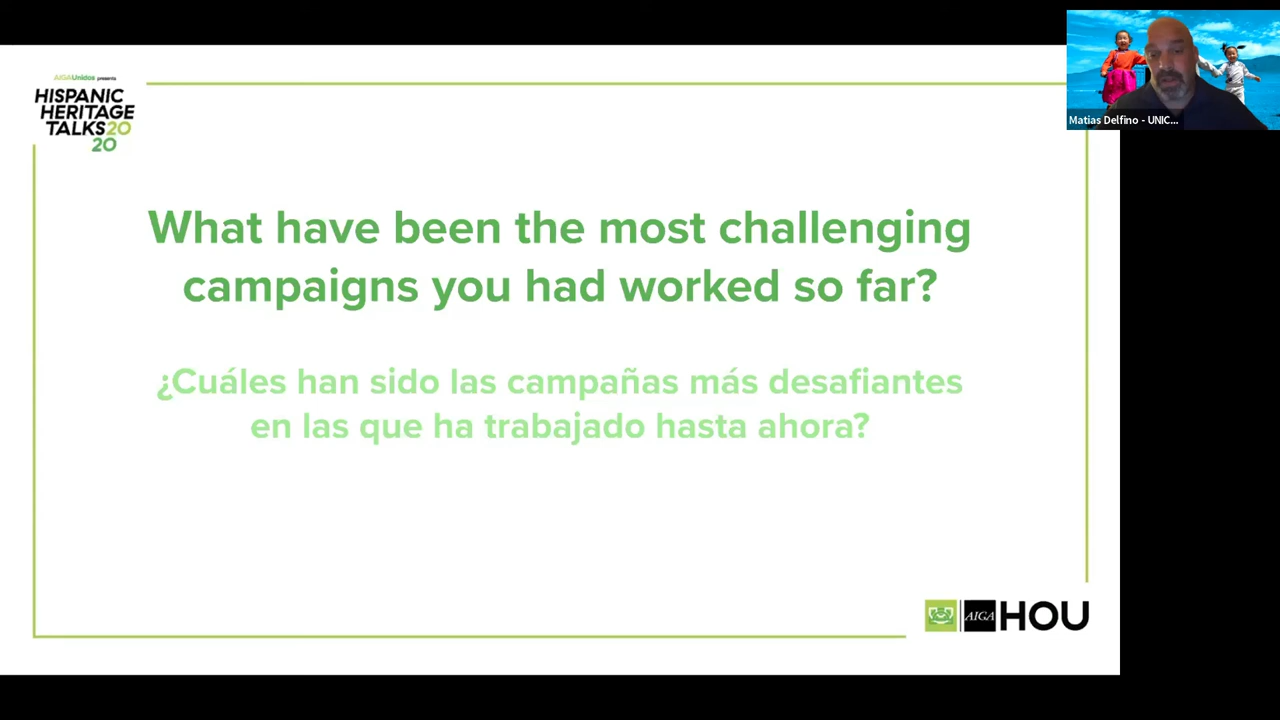 AIGAUnidos presents
HISPANIC
HERITAGE
TALKS20
20
Matias Delfino - UNIC...
What have been the most challenging
campaigns you had worked so far?
¿Cuáles han sido las campañas más desafiantes
en las que ha trabajado hasta ahora?
AIGA HOU